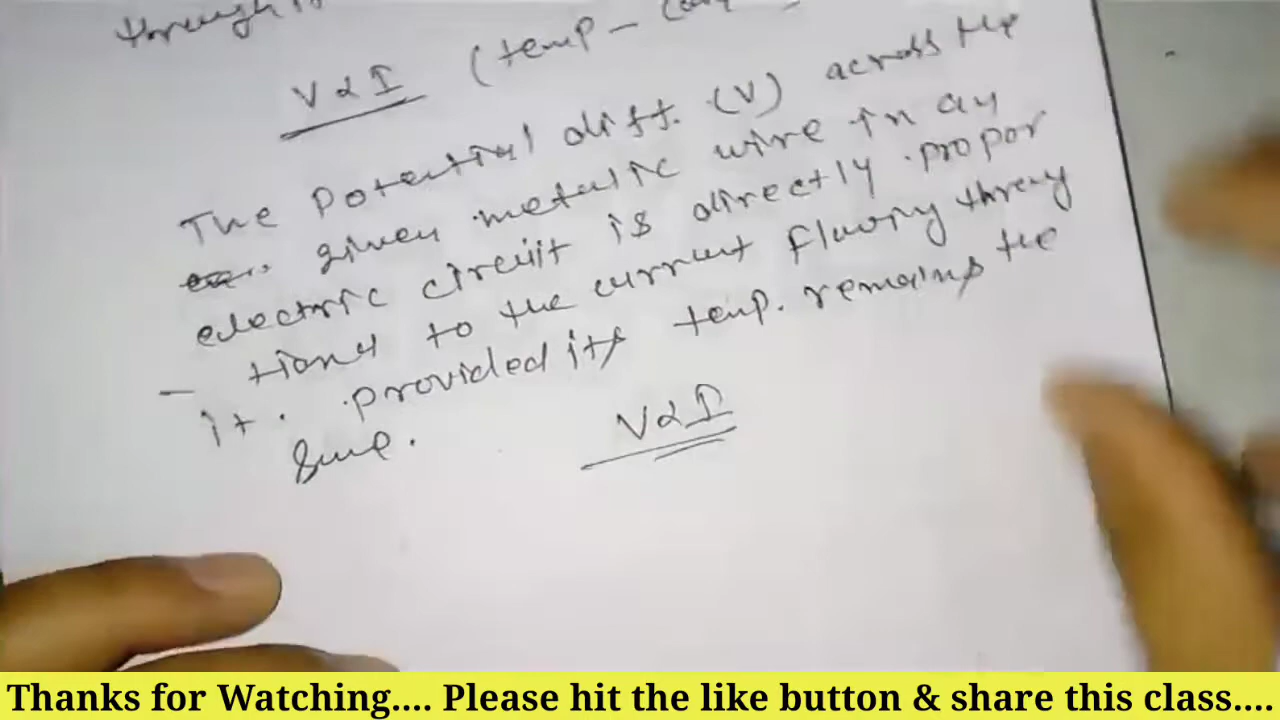 through
V α I (temp -
The Potential diff. (V) across the
given metallic wire in an
electric circuit is directly propor
- tional to the current flowing through
it. provided its temp. remains the
same.
V α I
Thanks for Watching.... Please hit the like button & share this class....